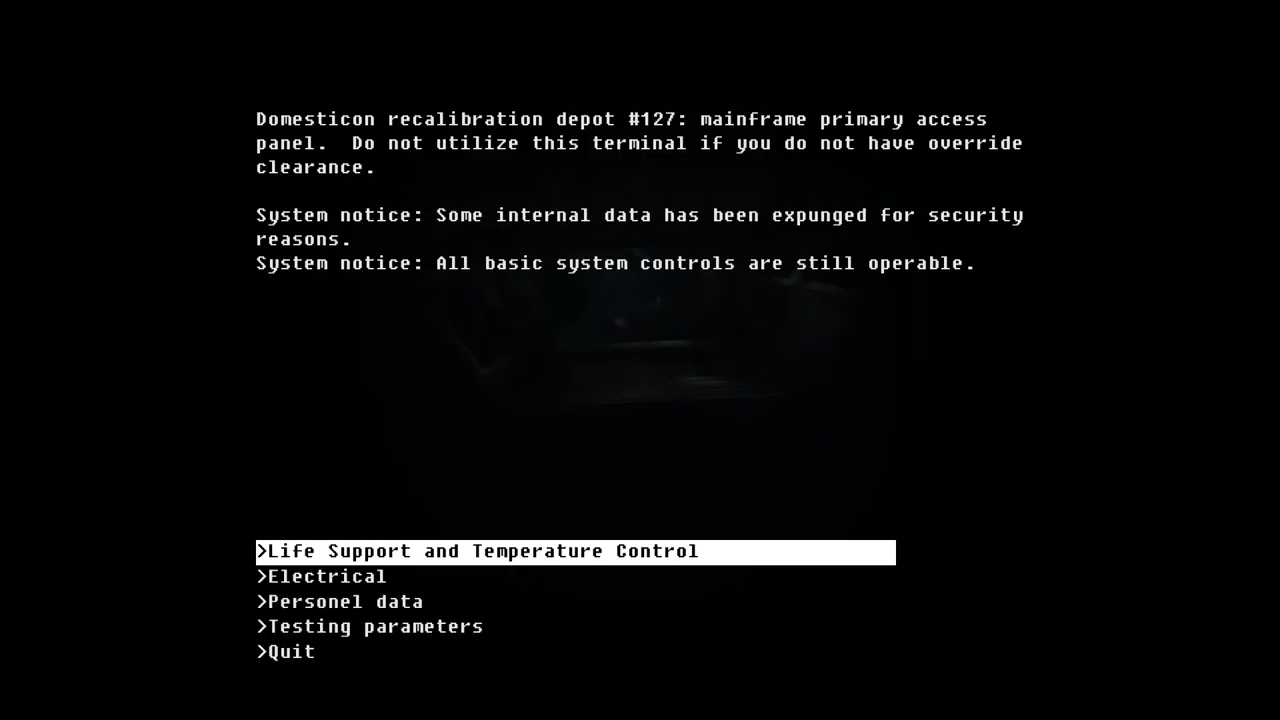 Domesticon recalibration depot #127: mainframe primary access
panel.  Do not utilize this terminal if you do not have override
clearance.
System notice: Some internal data has been expunged for security
reasons.
System notice: All basic system controls are still operable.
>Life Support and Temperature Control
>Electrical
>Personel data
>Testing parameters
>Quit